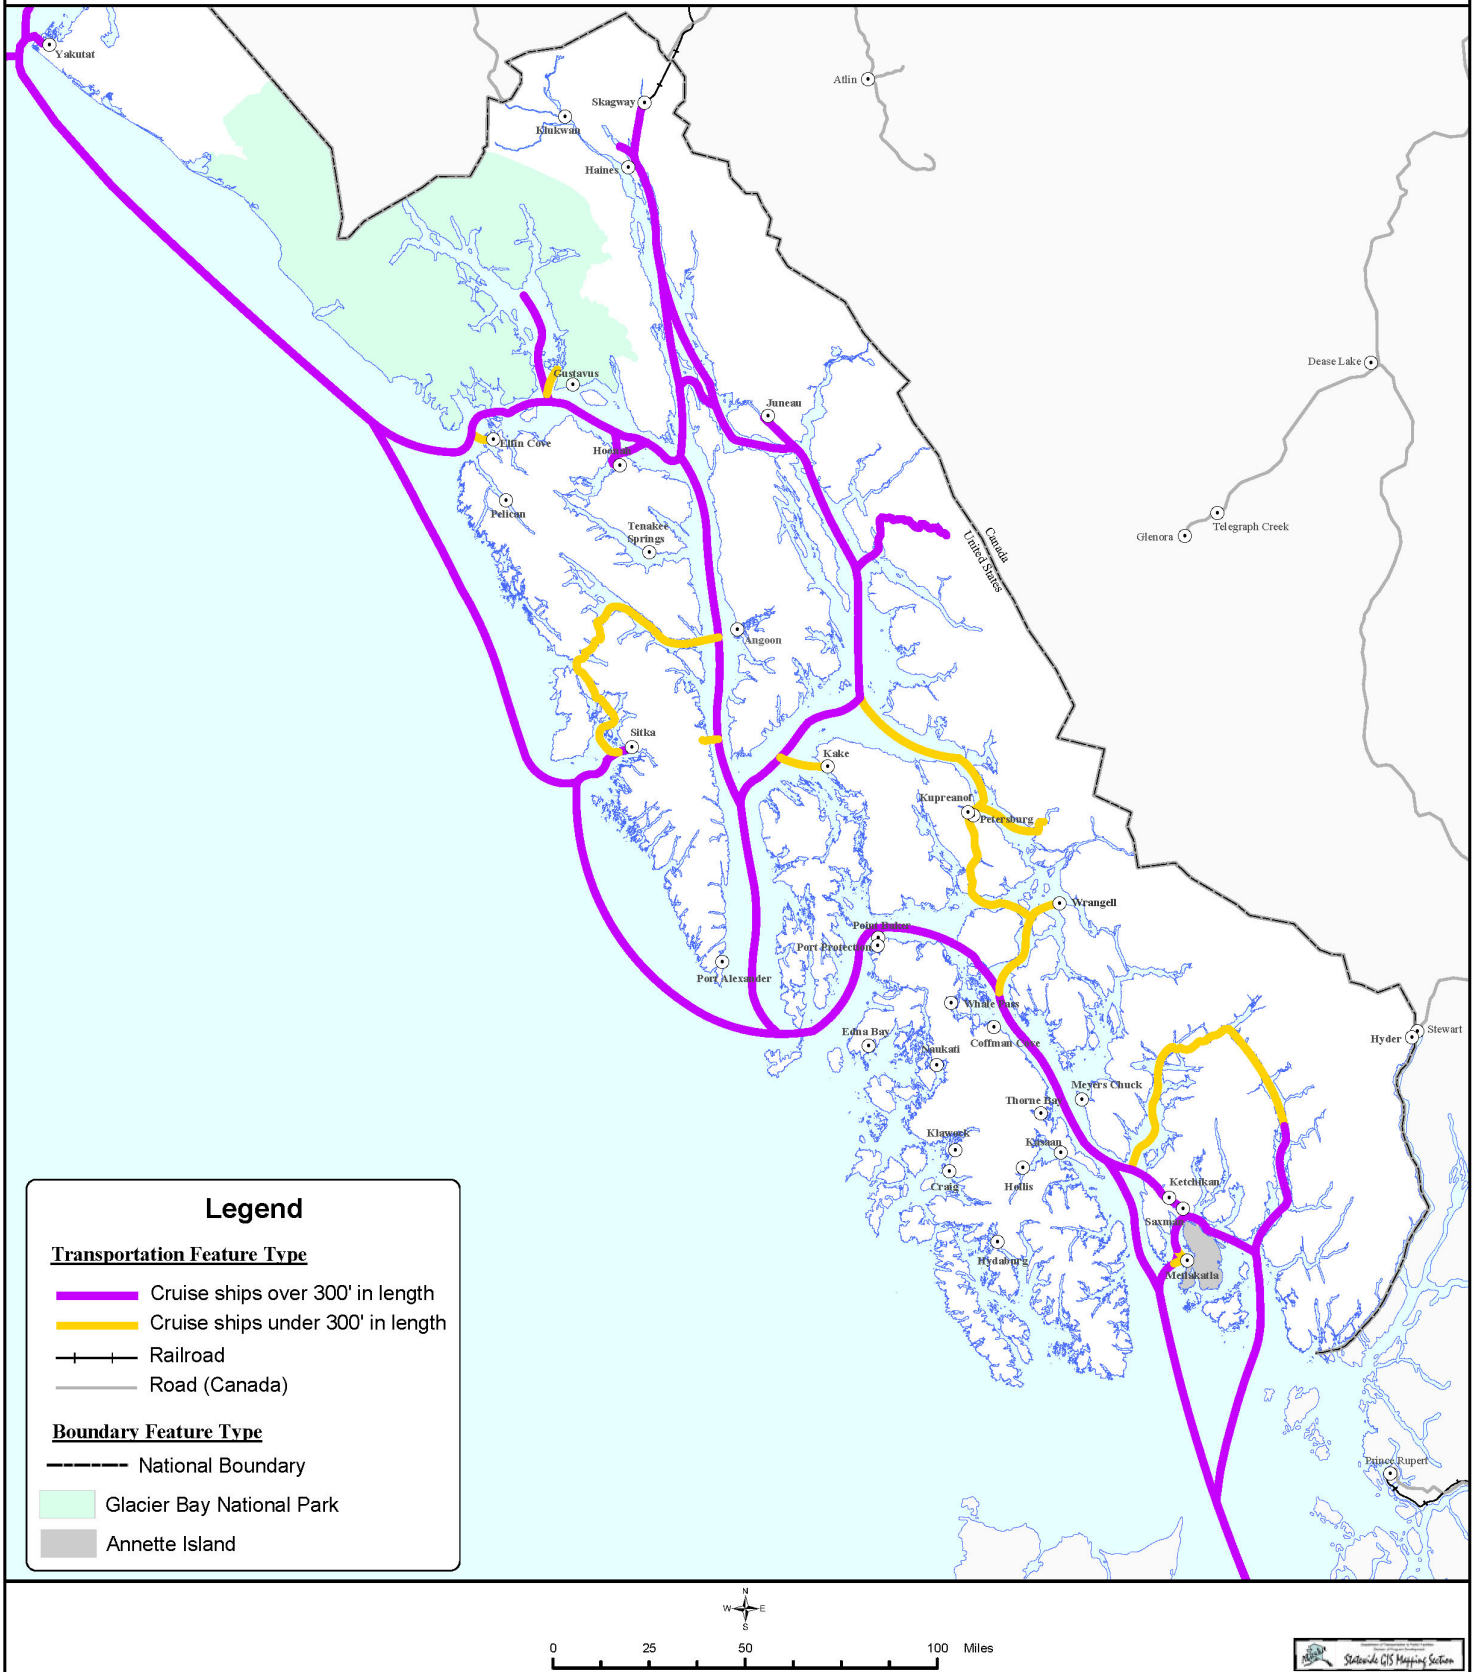 Yakutat
Atlin
Skagway
Klukwan
Haines
Dease Lake
Gustavus
Juneau
Elfin Cove
Hoonah
Pelican
Tenakee
Springs
Telegraph Creek
Glenora
Canada
United States
Angoon
Sitka
Kake
Kupreanof
Petersburg
Wrangell
Point Baker
Port Protection
Port Alexander
Whale Pass
Edna Bay
Coffman Cove
Naukati
Hyder
Stewart
Meyers Chuck
Thorne Bay
Klawock
Kasaan
Craig
Hollis
Ketchikan
Saxman
Hydaburg
Metlakatla
Prince Rupert
Legend
Transportation Feature Type
Cruise ships over 300' in length
Cruise ships under 300' in length
Railroad
Road (Canada)
Boundary Feature Type
National Boundary
Glacier Bay National Park
Annette Island
N
W E
S
0 25 50 100 Miles
Statewide GIS Mapping Section